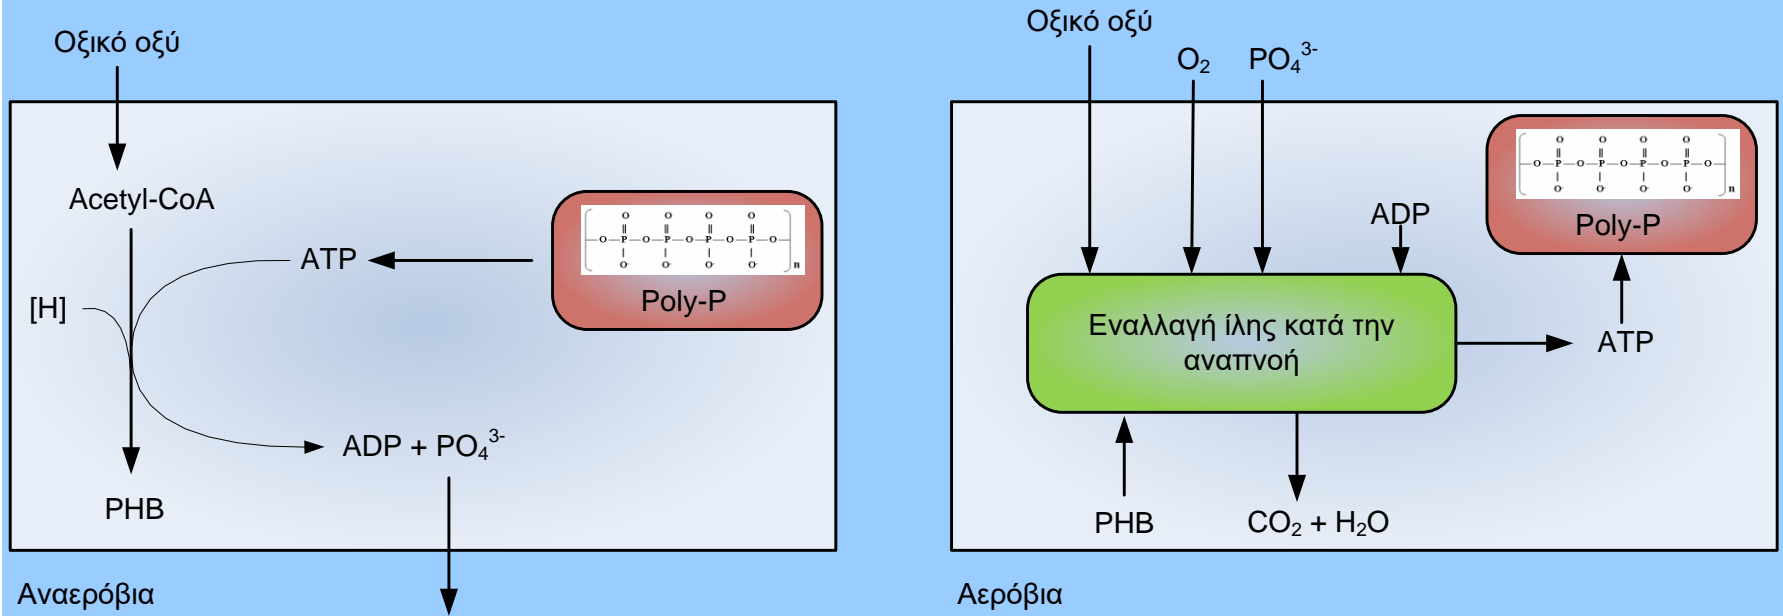 Οξικό οξύ
Acetyl-CoA
ATP
[H]
O O O O
O P O P O P O P O
O- O- O- O-
n
Poly-P
ADP + PO₄³⁻
PHB
Αναερόβια
Οξικό οξύ
O₂
PO₄³⁻
ADP
O O O O
O P O P O P O P O
O- O- O- O-
n
Poly-P
Εναλλαγή ίλης κατά την
αναπνοή
ATP
PHB
CO₂ + H₂O
Αερόβια